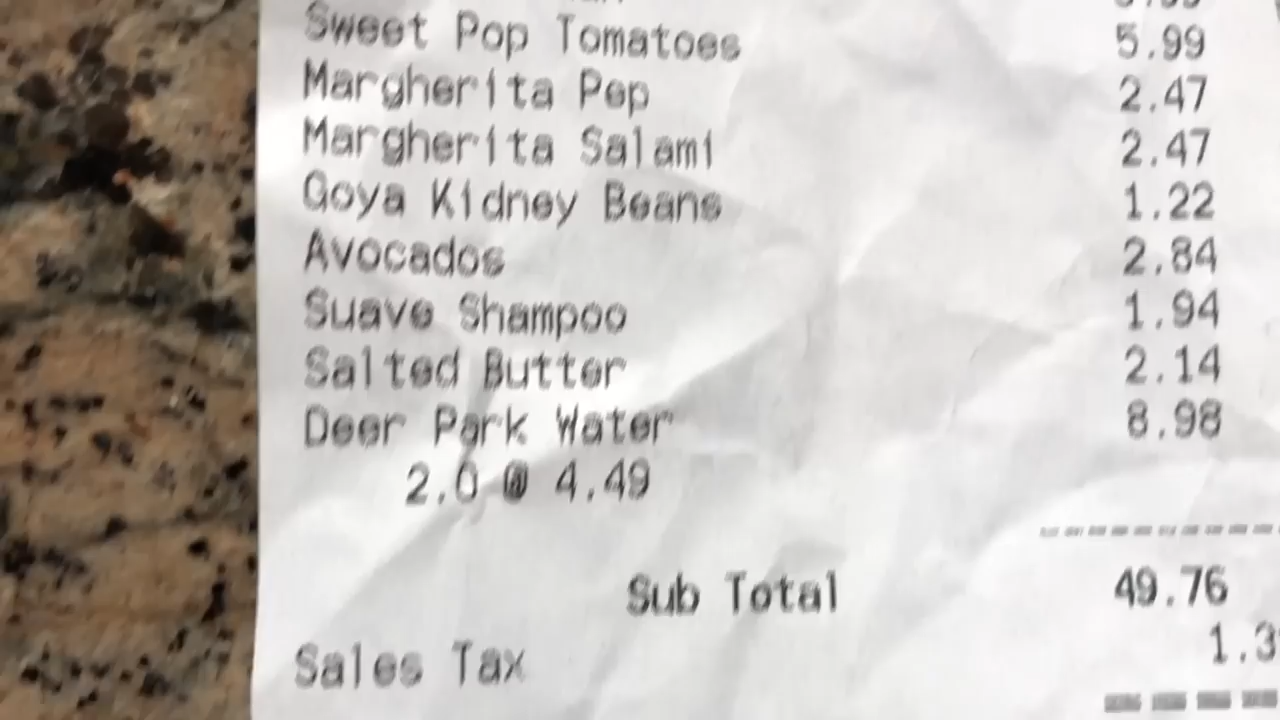 Sweet Pop Tomatoes 5.99
Margherita Pep 2.47
Margherita Salami 2.47
Goya Kidney Beans 1.22
Avocados 2.84
Suave Shampoo 1.94
Salted Butter 2.14
Deer Park Water 8.98
2.0 @ 4.49
Sub Total 49.76
Sales Tax 1.3